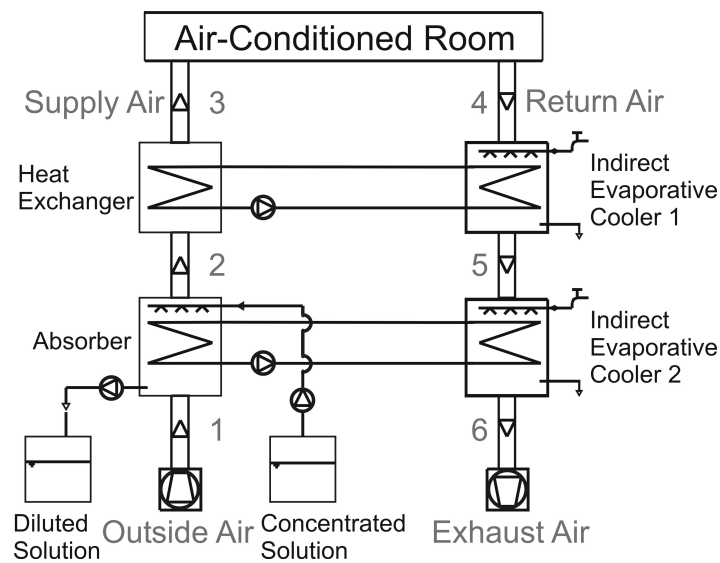 Air-Conditioned Room
Supply Air 3
4 Return Air
Heat
Exchanger
Indirect
Evaporative
Cooler 1
2
5
Absorber
Indirect
Evaporative
Cooler 2
1
6
Diluted
Solution
Outside Air
Concentrated
Solution
Exhaust Air